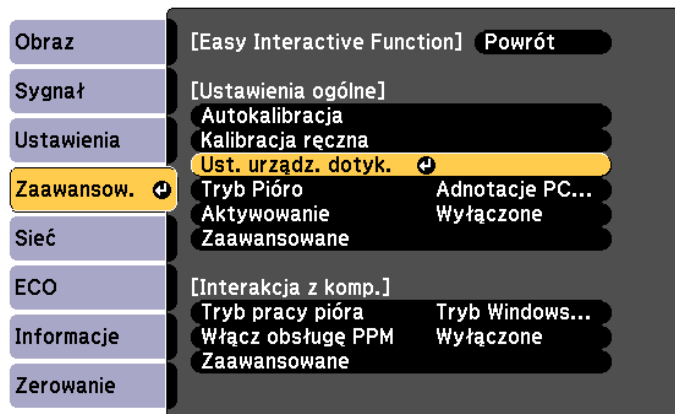 Obraz
Sygnał
Ustawienia
Zaawansow.
Sieć
ECO
Informacje
Zerowanie
[Easy Interactive Function] Powrót
[Ustawienia ogólne]
Autokalibracja
Kalibracja ręczna
Ust. urządz. dotyk.
Tryb Pióro Adnotacje PC...
Aktywowanie Wyłączone
Zaawansowane
[Interakcja z komp.]
Tryb pracy pióra Tryb Windows...
Włącz obsługę PPM Wyłączone
Zaawansowane